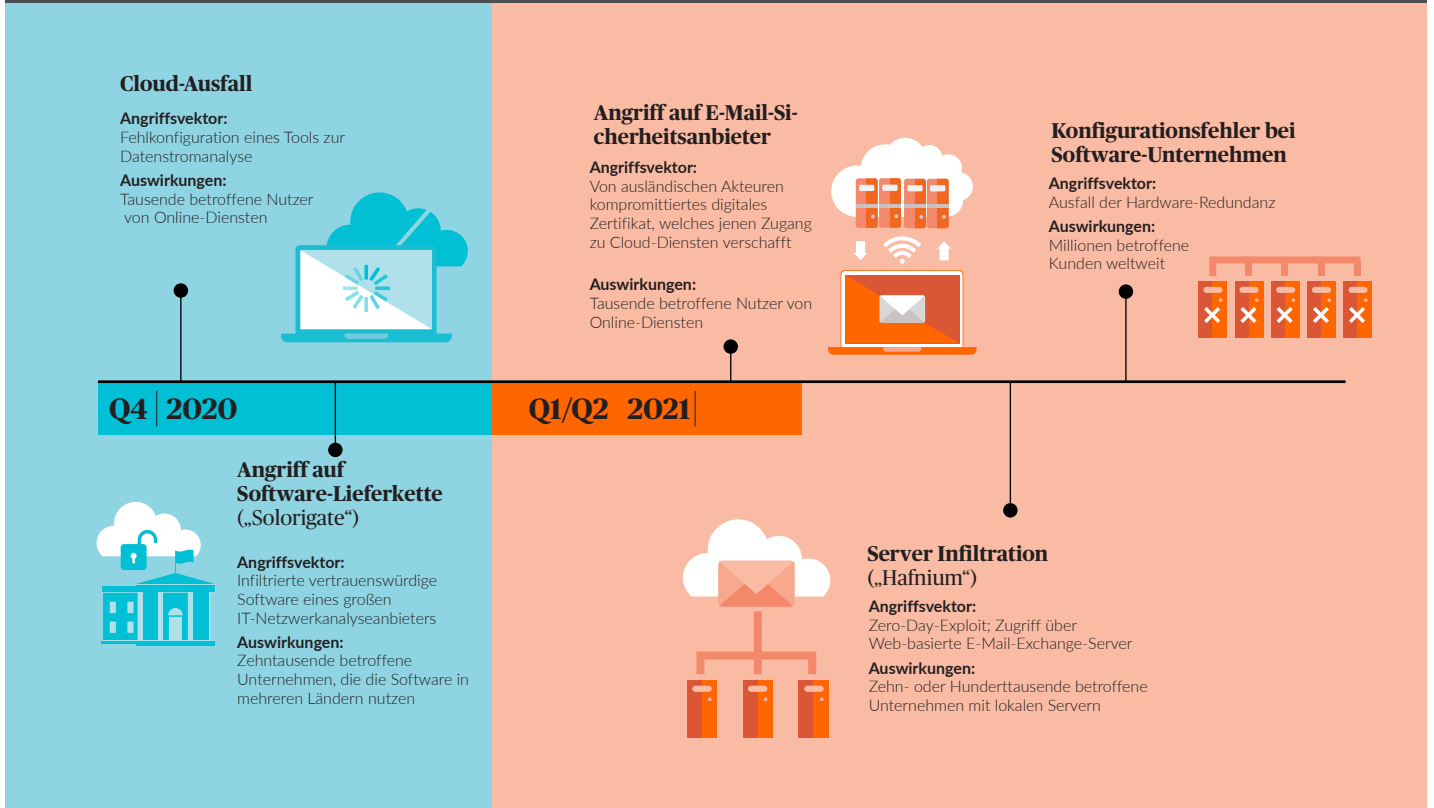 Cloud-Ausfall
Angriffsvektor:
Fehlkonfiguration eines Tools zur
Datenstromanalyse
Auswirkungen:
Tausende betroffene Nutzer
von Online-Diensten
Angriff auf E-Mail-Si-
cherheitsanbieter
Angriffsvektor:
Von ausländischen Akteuren
kompromittiertes digitales
Zertifikat, welches jenen Zugang
zu Cloud-Diensten verschafft
Auswirkungen:
Tausende betroffene Nutzer von
Online-Diensten
Konfigurationsfehler bei
Software-Unternehmen
Angriffsvektor:
Ausfall der Hardware-Redundanz
Auswirkungen:
Millionen betroffene
Kunden weltweit
Q4 | 2020
Q1/Q2 2021|
Angriff auf
Software-Lieferkette
(„Solorigate“)
Angriffsvektor:
Infiltrierte vertrauenswürdige
Software eines großen
IT-Netzwerkanalyseanbieters
Auswirkungen:
Zehntausende betroffene
Unternehmen, die die Software in
mehreren Ländern nutzen
Server Infiltration
(„Hafnium“)
Angriffsvektor:
Zero-Day-Exploit; Zugriff über
Web-basierte E-Mail-Exchange-Server
Auswirkungen:
Zehn- oder Hunderttausende betroffene
Unternehmen mit lokalen Servern